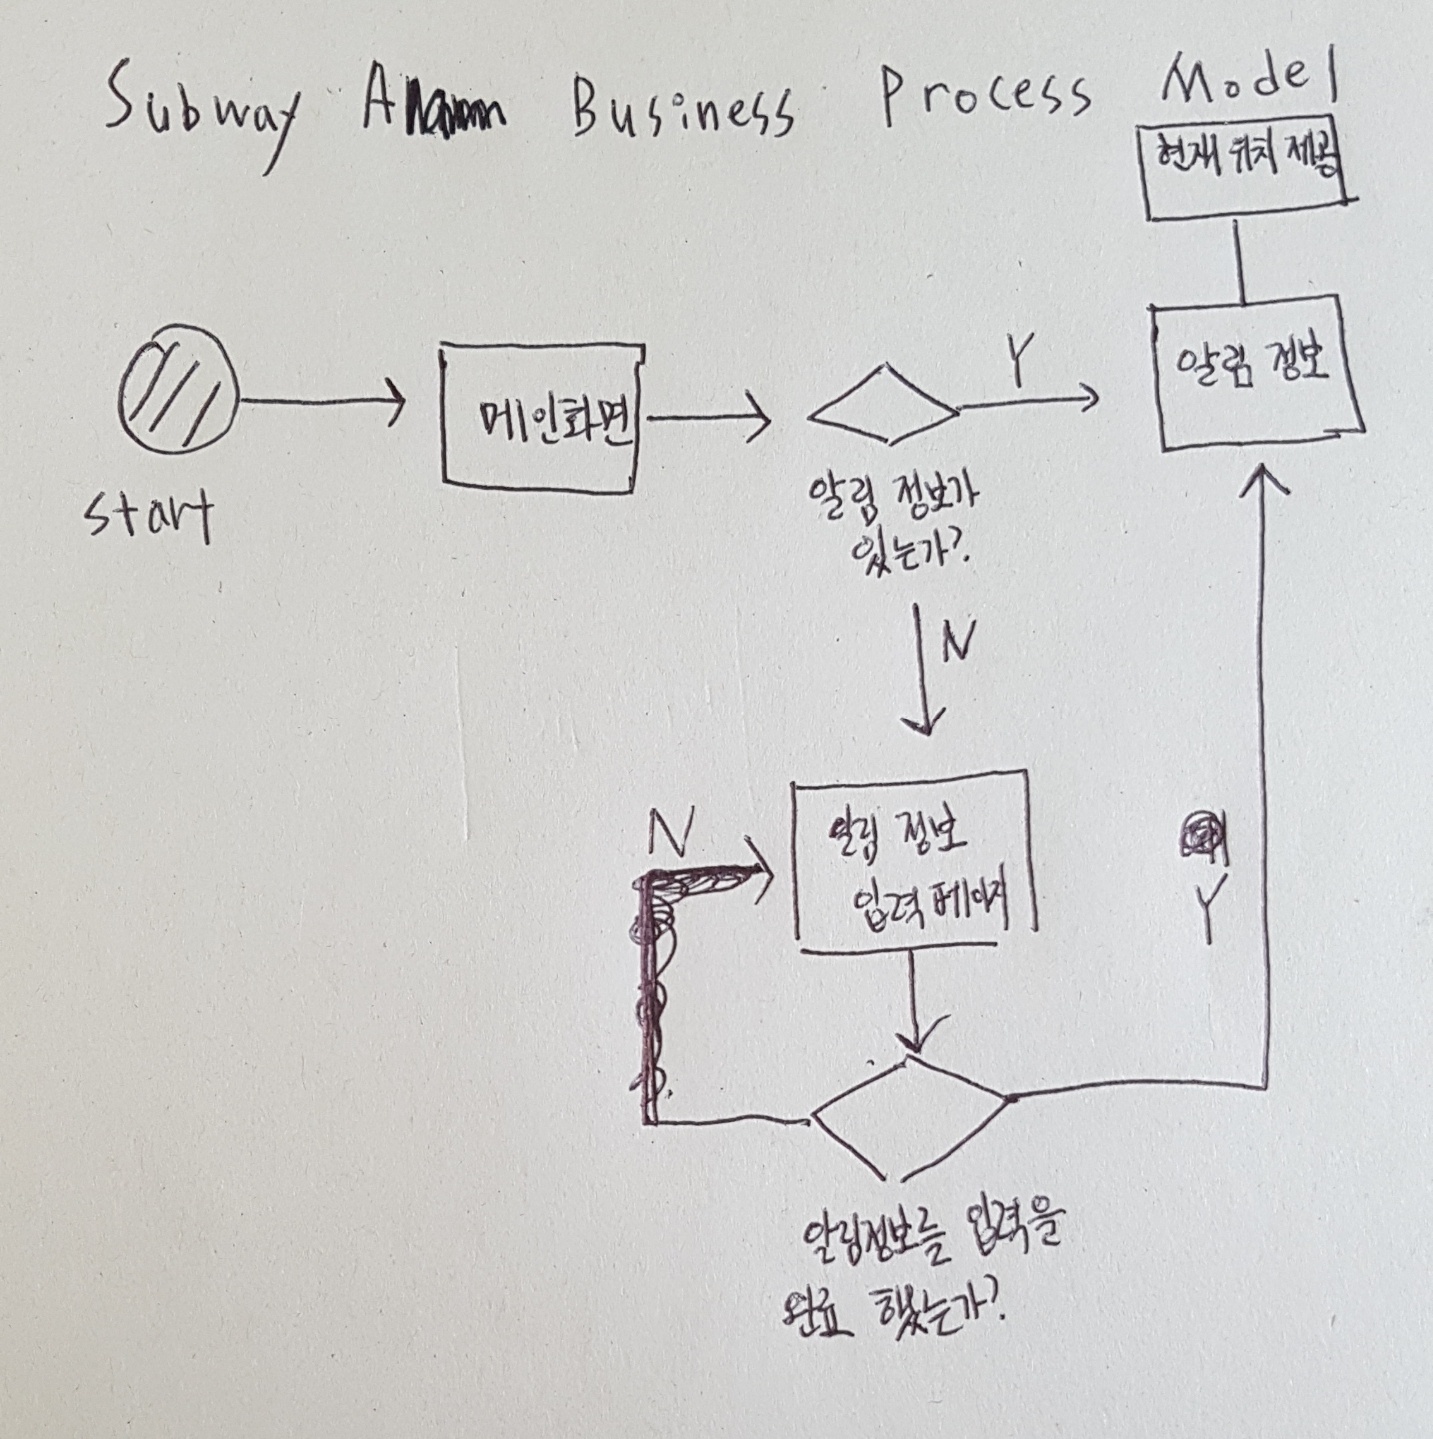 Subway Business Process Model
현재 위치 제공
start
메인화면
알림 정보가
있는가?
Y
알림 정보
N
알림 정보
입력 페이지
N
Y
알림정보를 입력을
완료 했는가?